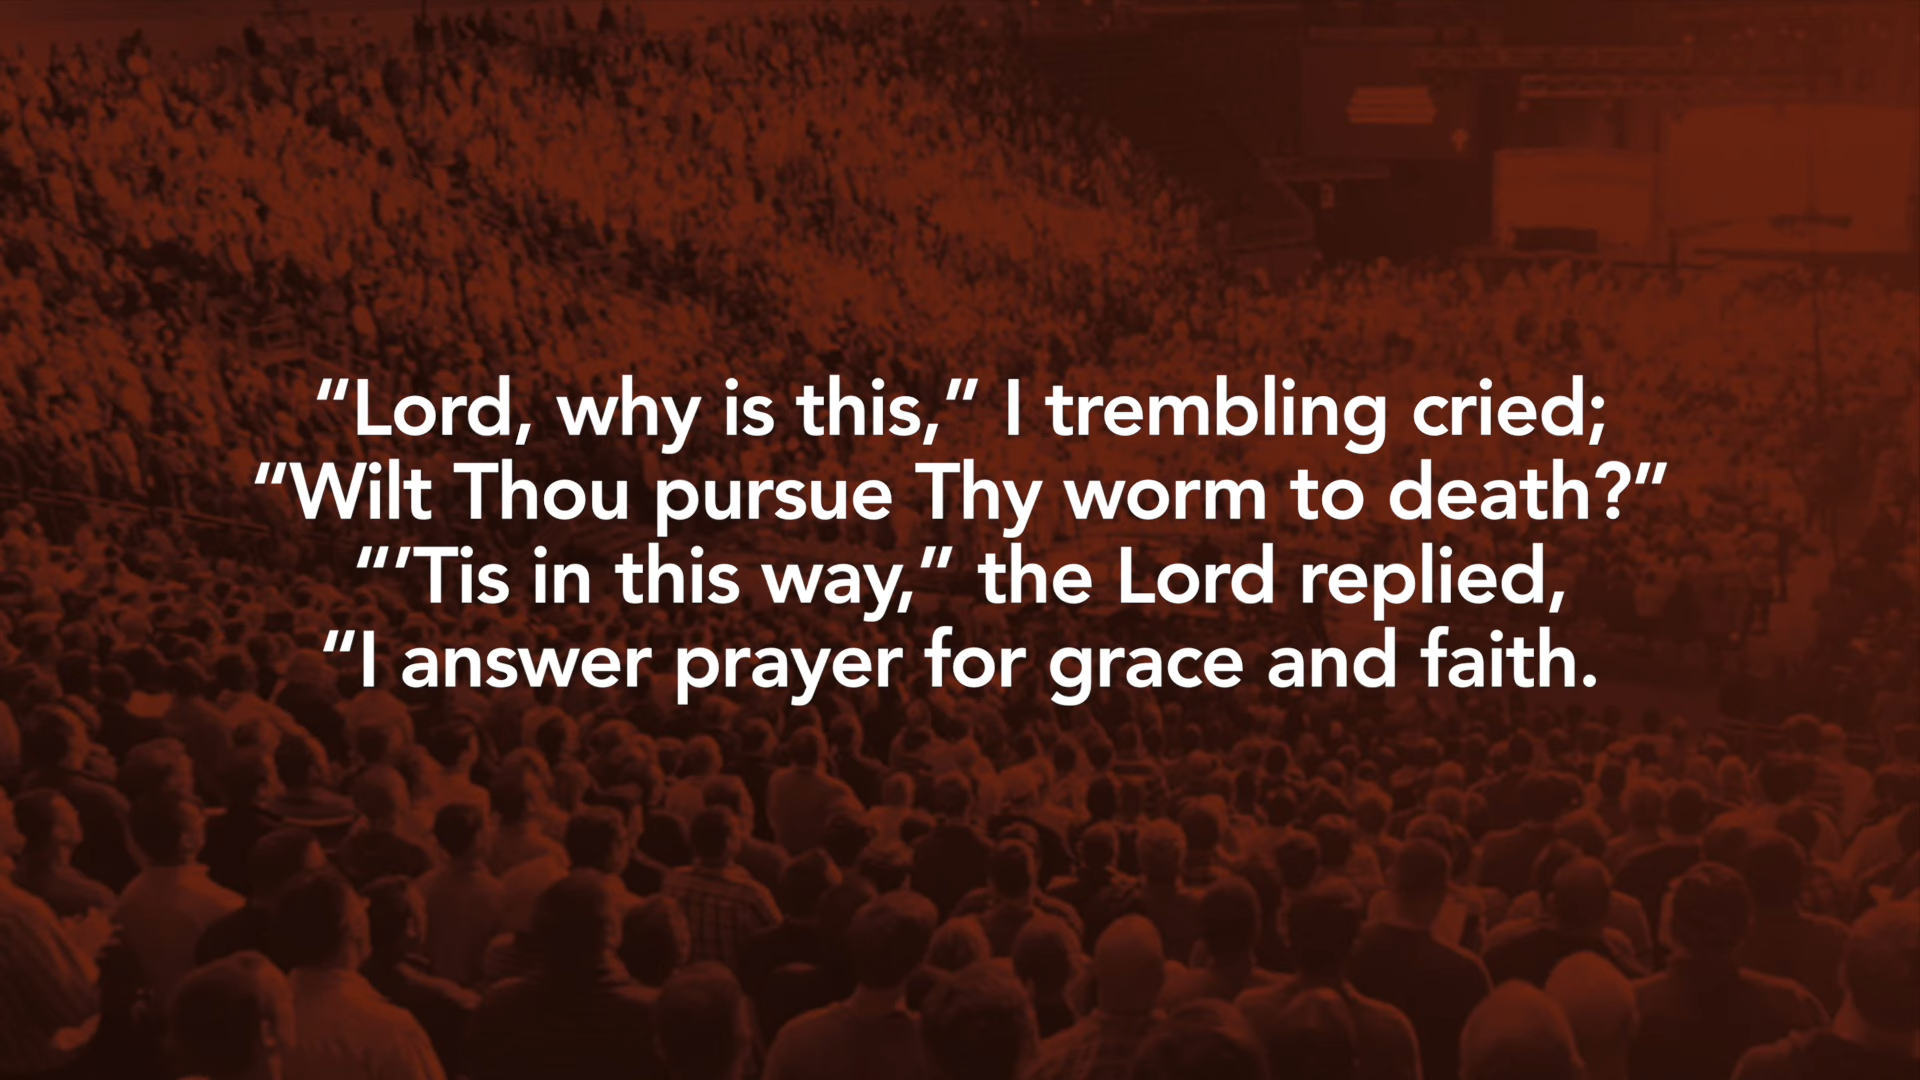 “Lord, why is this,” I trembling cried;
“Wilt Thou pursue Thy worm to death?”
“’Tis in this way,” the Lord replied,
“I answer prayer for grace and faith.